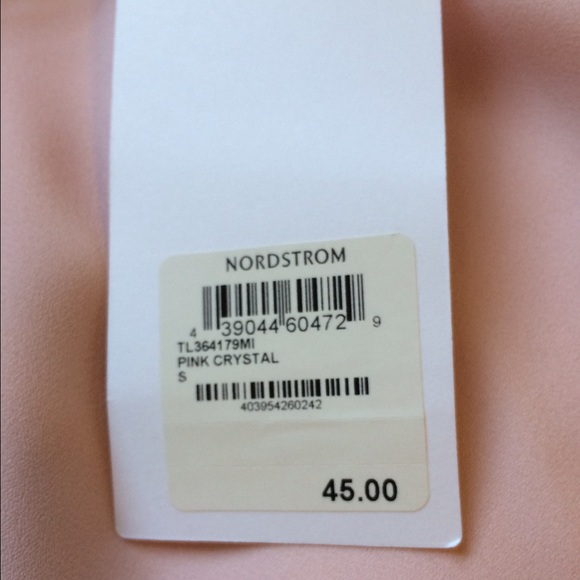 NORDSTROM
4 39044 60472 9
TL364179MI
PINK CRYSTAL
S
403954260242
45.00